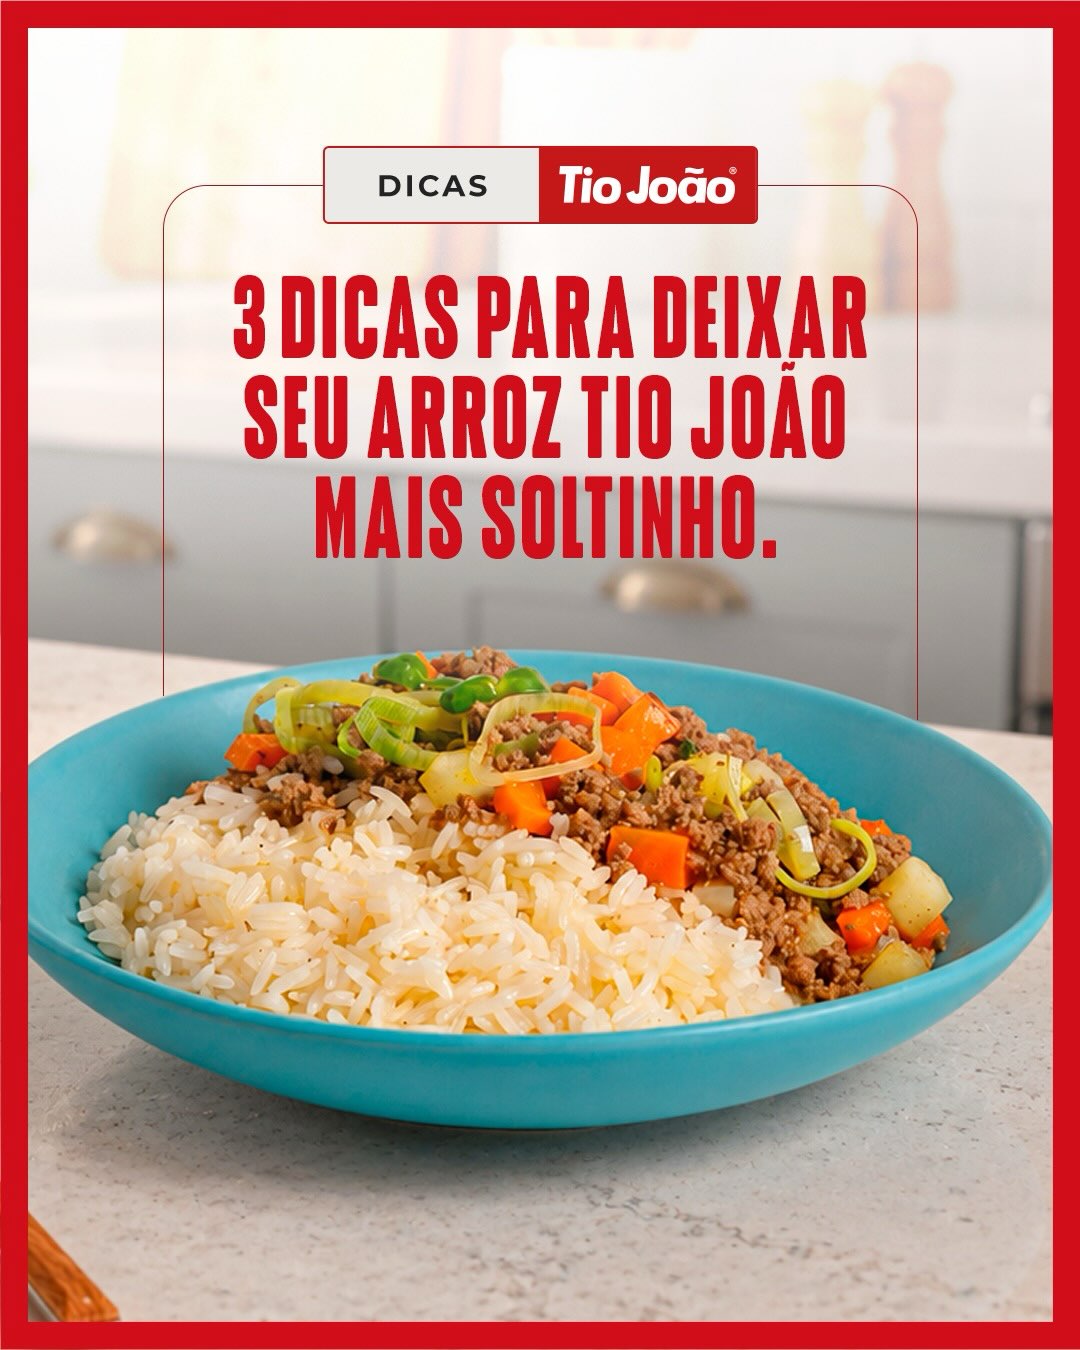 DICAS Tio João®
3 DICAS PARA DEIXAR
SEU ARROZ TIO JOÃO
MAIS SOLTINHO.